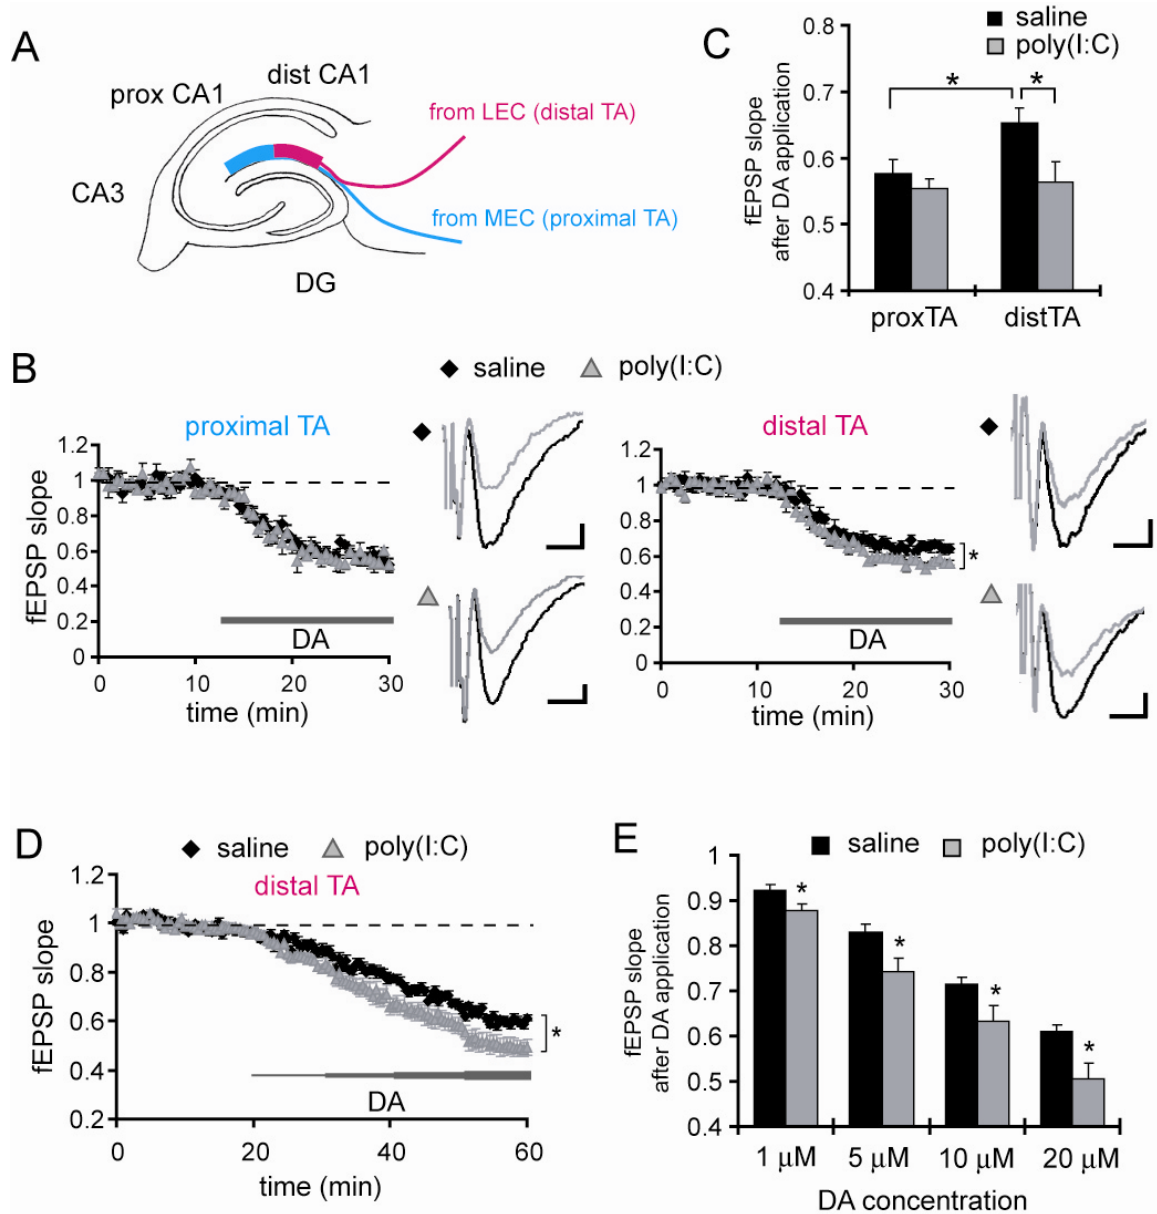 A
dist CA1
prox CA1
from LEC (distal TA)
CA3
from MEC (proximal TA)
DG
C
saline
poly(I:C)
0.8
0.7
0.6
0.5
0.4
fEPSP slope
after DA application
*
*
proxTA
distTA
B
saline
poly(I:C)
proximal TA
1.2
1
0.8
0.6
0.4
0.2
0
fEPSP slope
DA
0
10
20
30
time (min)
distal TA
1.2
1
0.8
0.6
0.4
0.2
0
*
DA
0
10
20
30
time (min)
D
saline
poly(I:C)
distal TA
1.2
1
0.8
0.6
0.4
0.2
fEPSP slope
*
DA
0
20
40
60
time (min)
E
saline
poly(I:C)
1
0.9
0.8
0.7
0.6
0.5
0.4
fEPSP slope
after DA application
*
*
*
*
1 μM
5 μM
10 μM
20 μM
DA concentration